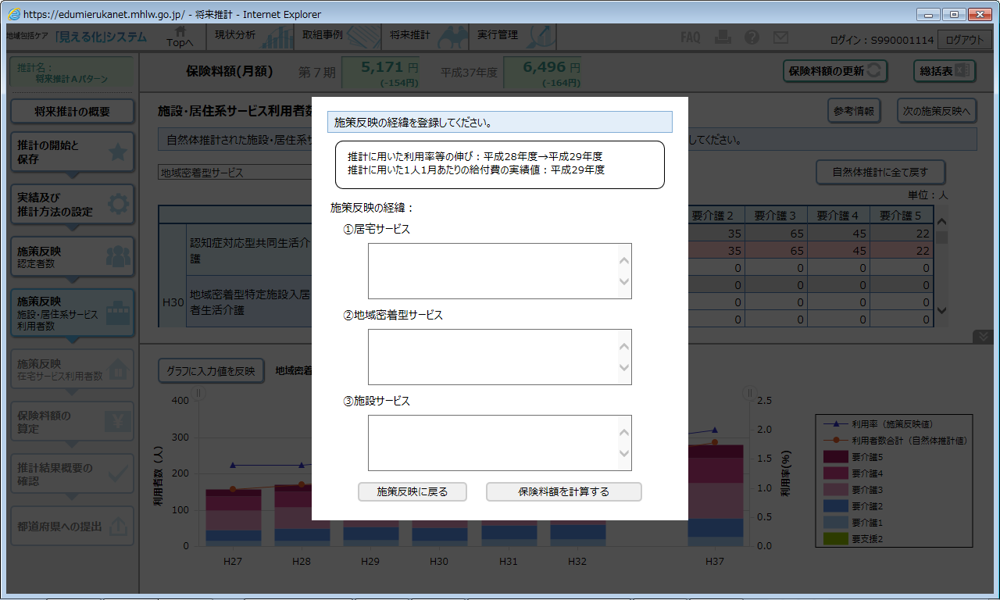 https://edumierukanet.mhlw.go.jp/ - 将来推計 - Internet Explorer
地域包括ケア「見える化」システム
Topへ
現状分析
取組事例
将来推計
実行管理
FAQ
ログイン：S990001114
ログアウト
推計名：
将来推計Aパターン
保険料額(月額)
第７期
5,171 円
(-154円)
平成37年度
6,496 円
(-164円)
保険料額の更新
総括表
将来推計の概要
推計の開始と
保存
実績及び
推計方法の設定
施策反映
認定者数
施策反映
施設・居住系サービス
利用者数
施策反映
在宅サービス利用者数
保険料額の
算定
推計結果概要の
確認
都道府県への提出
施設・居住系サービス利用者数
参考情報
次の施策反映へ
自然体推計された施設・居住系サ
してください。
地域密着型サービス
自然体推計に全て戻す
単位：人
要介護２ 要介護３ 要介護４ 要介護５
H30
認知症対応型共同生活介
護
35 65 45 22
35 65 45 22
0 0 0 0
地域密着型特定施設入居
者生活介護
0 0 0 0
0 0 0 0
0 0 0 0
施策反映の経緯を登録してください。
推計に用いた利用率等の伸び：平成28年度→平成29年度
推計に用いた1人1月あたりの給付費の実績値：平成29年度
施策反映の経緯：
①居宅サービス
②地域密着型サービス
③施設サービス
施策反映に戻る
保険料額を計算する
グラフに入力値を反映
地域密着
利用者数（人）
400
300
200
100
0
H27 H28 H29 H30 H31 H32 H37
2.5
2.0
1.5
1.0
0.5
0.0
利用率(%)
利用率（施策反映値）
利用者数合計（自然体推計値）
要介護5
要介護4
要介護3
要介護2
要介護1
要支援2